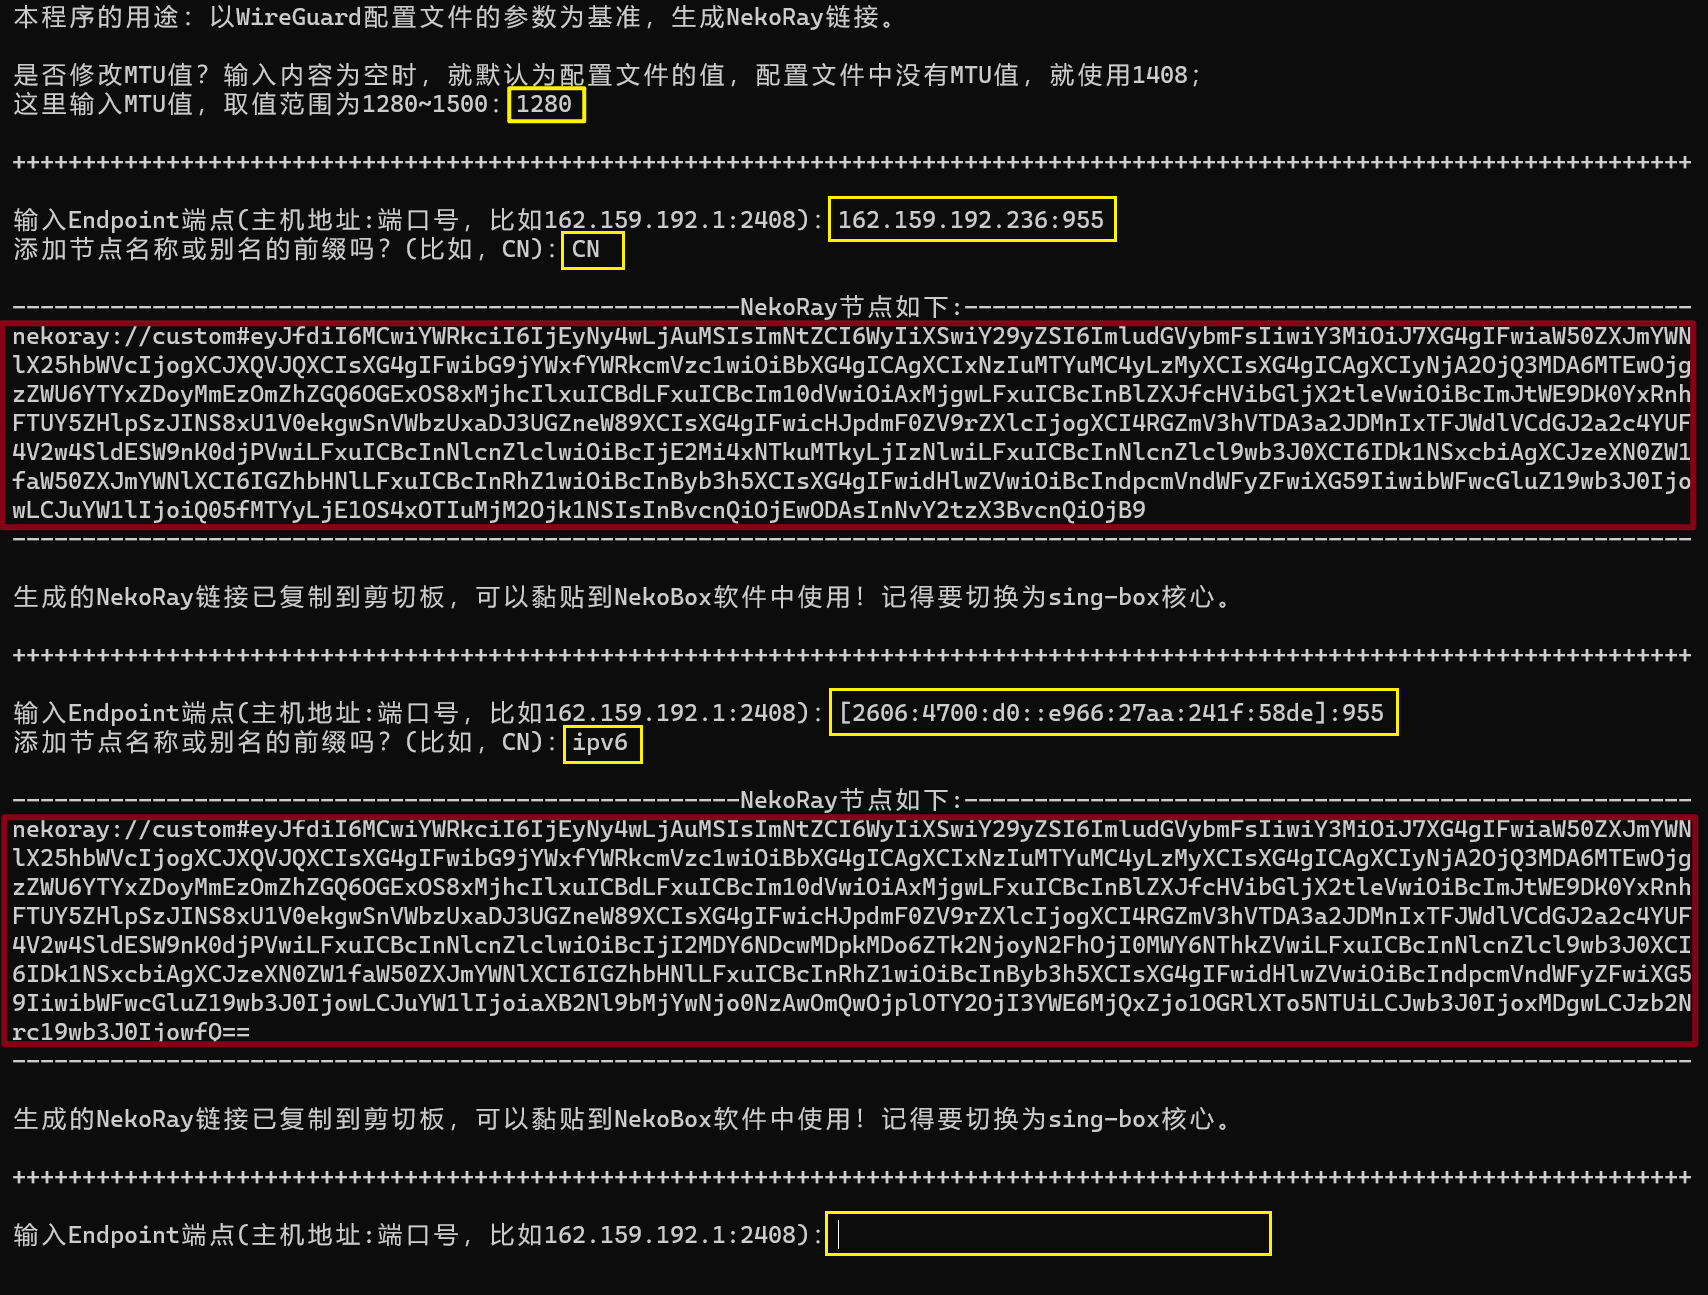 本程序的用途：以WireGuard配置文件的参数为基准，生成NekoRay链接。
是否修改MTU值？输入内容为空时，就默认为配置文件的值，配置文件中没有MTU值，就使用1408；
这里输入MTU值，取值范围为1280~1500：1280
+++++++++++++++++++++++++++++++++++++++++++++++++++++++++++++++++++++++++++++++++++++++++++++++++++++++++++++++++++++++++
输入Endpoint端点(主机地址:端口号，比如162.159.192.1:2408)：162.159.192.236:955
添加节点名称或别名的前缀吗？(比如，CN)：CN
----------------------------------------------------NekoRay节点如下:----------------------------------------------------
nekoray://custom#eyJfdiI6MCwiYWRkciI6IjEyNy4wLjAuMSIsImNtZCI6WyIiXSwiY29yZSI6ImludGVybmFsIiwiY3MiOiJ7XG4gIFwiaW50ZXJmYWN
lX25hbWVcIjogXCJXQVJQXCIsXG4gIFwibG9jYWxfYWRkcmVzc1wiOiBbXG4gICAgXCIxNzIuMTYuMC4yLzMyXCIsXG4gICAgXCIyNjA2OjQ3MDA6MTEwOjg
zZWU6YTYxZDoyMmEzOmZhZGQ6OGExOS8xMjhcIlxuICBdLFxuICBcIm10dVwiOiAxMjgwLFxuICBcInBlZXJfcHVibGljX2tleVwiOiBcImJtWE9DK0YxRnh
FTUY5ZHlpSzJINS8xU1V0ekgwSnVWbzUxaDJ3UGZneW89XCIsXG4gIFwicHJpdmF0ZV9rZXlcIjogXCI4RGZmV3hVTDA3a2JDMnIxTFJWdlVCdGJ2a2c4YUF
4V2w4SldESW9nK0djPVwiLFxuICBcInNlcnZlclwiOiBcIjE2Mi4xNTkuMTkyLjIzNlwiLFxuICBcInNlcnZlcl9wb3J0XCI6IDk1NSxcbiAgXCJzeXN0ZW1
faW50ZXJmYWNlXCI6IGZhbHNlLFxuICBcInRhZ1wiOiBcInByb3h5XCIsXG4gIFwidHlwZVwiOiBcIndpcmVndWFyZFwiXG59IiwibWFwcGluZ19wb3J0Ijo
wLCJuYW1lIjoiQ05fMTYyLjE1OS4xOTIuMjM2Ojk1NSIsInBvcnQiOjEwODAsInNvY2tzX3BvcnQiOjB9
------------------------------------------------------------------------------------------------------------------------
生成的NekoRay链接已复制到剪切板，可以黏贴到NekoBox软件中使用！记得要切换为sing-box核心。
+++++++++++++++++++++++++++++++++++++++++++++++++++++++++++++++++++++++++++++++++++++++++++++++++++++++++++++++++++++++++
输入Endpoint端点(主机地址:端口号，比如162.159.192.1:2408)：[2606:4700:d0::e966:27aa:241f:58de]:955
添加节点名称或别名的前缀吗？(比如，CN)：ipv6
----------------------------------------------------NekoRay节点如下:----------------------------------------------------
nekoray://custom#eyJfdiI6MCwiYWRkciI6IjEyNy4wLjAuMSIsImNtZCI6WyIiXSwiY29yZSI6ImludGVybmFsIiwiY3MiOiJ7XG4gIFwiaW50ZXJmYWN
lX25hbWVcIjogXCJXQVJQXCIsXG4gIFwibG9jYWxfYWRkcmVzc1wiOiBbXG4gICAgXCIxNzIuMTYuMC4yLzMyXCIsXG4gICAgXCIyNjA2OjQ3MDA6MTEwOjg
zZWU6YTYxZDoyMmEzOmZhZGQ6OGExOS8xMjhcIlxuICBdLFxuICBcIm10dVwiOiAxMjgwLFxuICBcInBlZXJfcHVibGljX2tleVwiOiBcImJtWE9DK0YxRnh
FTUY5ZHlpSzJINS8xU1V0ekgwSnVWbzUxaDJ3UGZneW89XCIsXG4gIFwicHJpdmF0ZV9rZXlcIjogXCI4RGZmV3hVTDA3a2JDMnIxTFJWdlVCdGJ2a2c4YUF
4V2w4SldESW9nK0djPVwiLFxuICBcInNlcnZlclwiOiBcIjI2MDY6NDcwMDpkMDo6ZTk2NjoyN2FhOjI0MWY6NThkZVwiLFxuICBcInNlcnZlcl9wb3J0XCI
6IDk1NSxcbiAgXCJzeXN0ZW1faW50ZXJmYWNlXCI6IGZhbHNlLFxuICBcInRhZ1wiOiBcInByb3h5XCIsXG4gIFwidHlwZVwiOiBcIndpcmVndWFyZFwiXG5
9IiwibWFwcGluZ19wb3J0IjowLCJuYW1lIjoiaXB2Nl9bMjYwNjo0NzAwOmQwOjplOTY2OjI3YWE6MjQxZjo1OGRlXTo5NTUiLCJwb3J0IjoxMDgwLCJzb2N
rc19wb3J0IjowfQ==
------------------------------------------------------------------------------------------------------------------------
生成的NekoRay链接已复制到剪切板，可以黏贴到NekoBox软件中使用！记得要切换为sing-box核心。
+++++++++++++++++++++++++++++++++++++++++++++++++++++++++++++++++++++++++++++++++++++++++++++++++++++++++++++++++++++++++
输入Endpoint端点(主机地址:端口号，比如162.159.192.1:2408)：